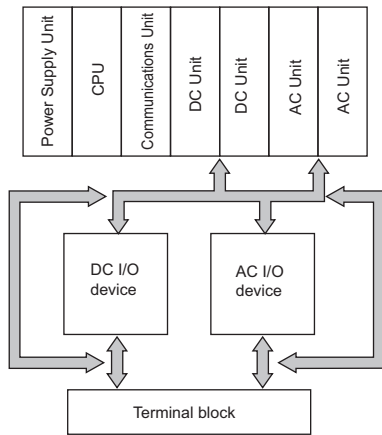 Power Supply Unit
CPU
Communications Unit
DC Unit
DC Unit
AC Unit
AC Unit
DC I/O
device
AC I/O
device
Terminal block